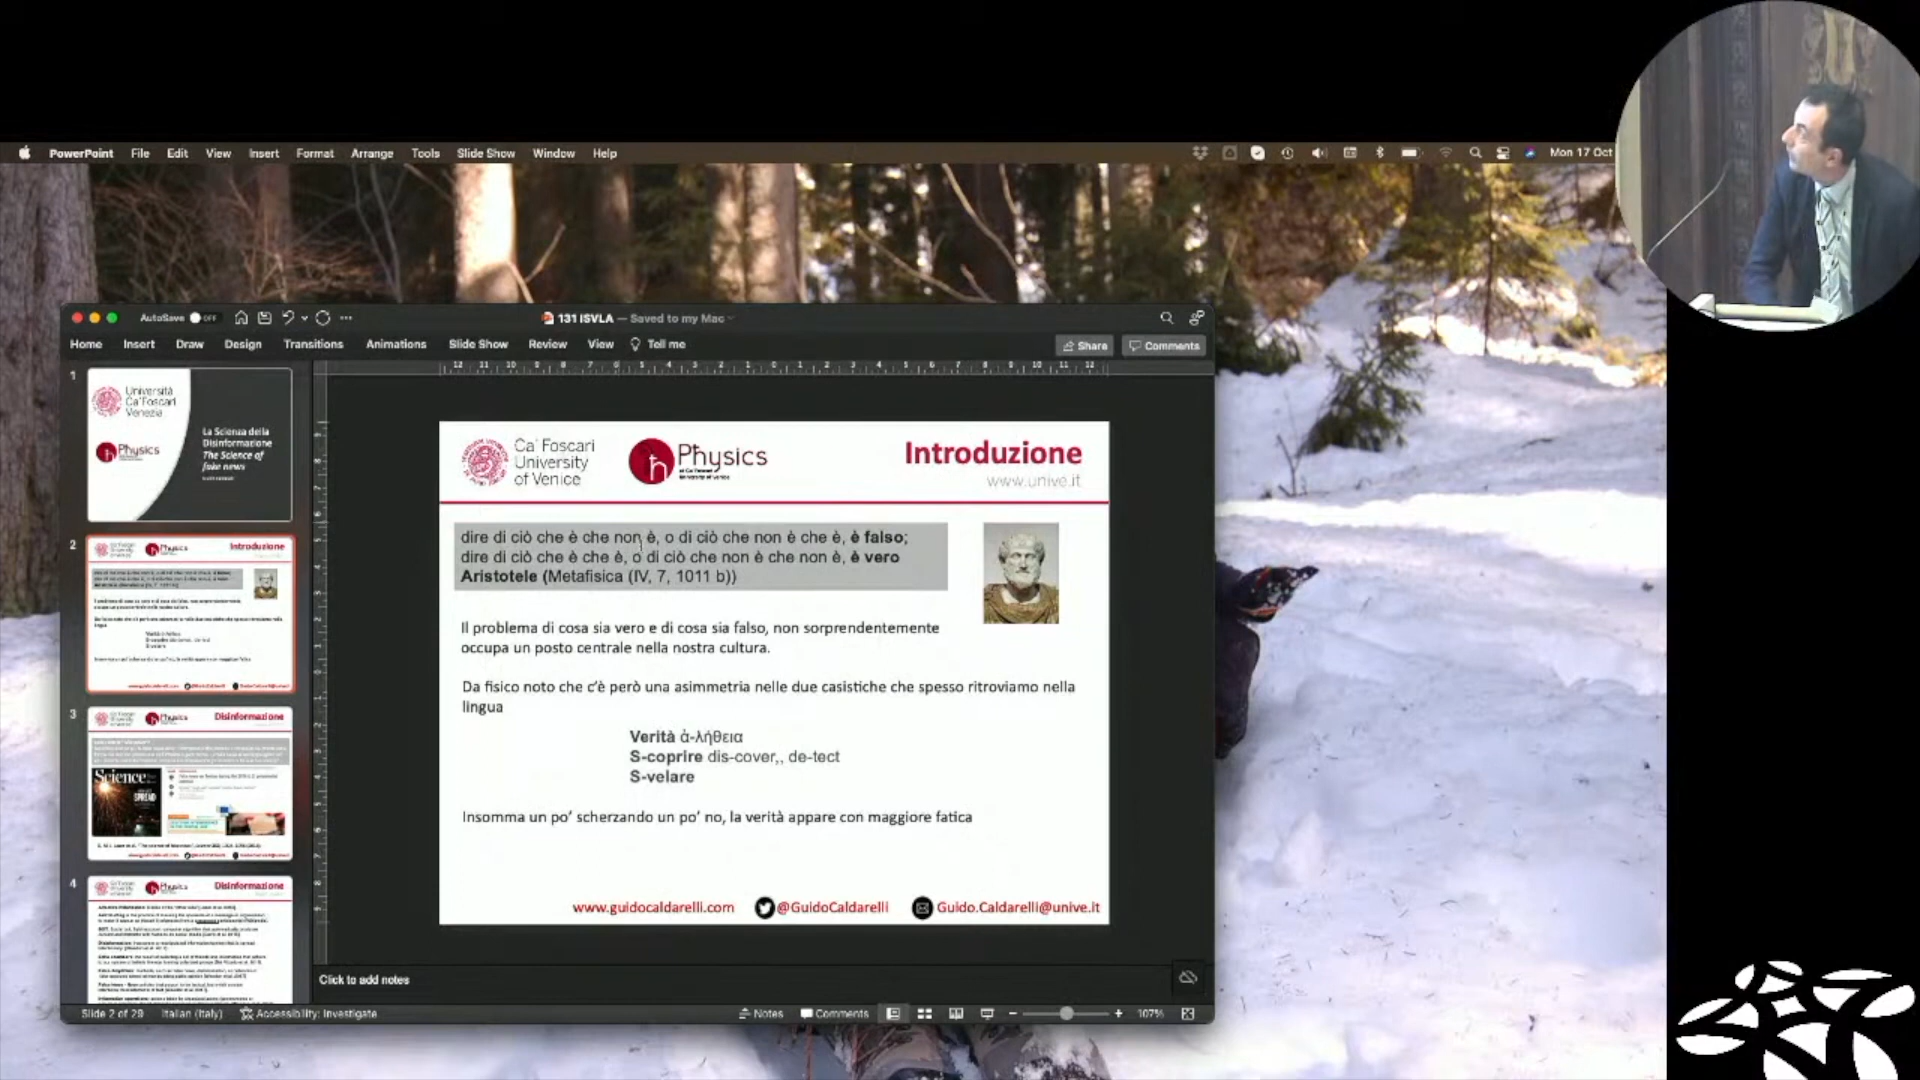 PowerPoint File Edit View Insert Format Arrange Tools Slide Show Window Help
Mon 17 Oct
AutoSave OFF
131 ISVLA — Saved to my Mac
Home Insert Draw Design Transitions Animations Slide Show Review View Tell me
Share Comments
1
Università
Ca'Foscari
Venezia
Physics
La Scienza della
Disinformazione
The Science of
fake news
2
Introduzione
3
Disinformazione
Science
SPREAD
4
Disinformazione
Ca' Foscari
University
of Venice
Physics
Introduzione
www.unive.it
dire di ciò che è che non è, o di ciò che non è che è, è falso;
dire di ciò che è che è, o di ciò che non è che non è, è vero
Aristotele (Metafisica (IV, 7, 1011 b))
Il problema di cosa sia vero e di cosa sia falso, non sorprendentemente
occupa un posto centrale nella nostra cultura.
Da fisico noto che c'è però una asimmetria nelle due casistiche che spesso ritroviamo nella
lingua
Verità ἀ-λήθεια
S-coprire dis-cover,, de-tect
S-velare
Insomma un po' scherzando un po' no, la verità appare con maggiore fatica
www.guidocaldarelli.com @GuidoCaldarelli Guido.Caldarelli@unive.it
Click to add notes
Slide 2 of 29 Italian (Italy) Accessibility: Investigate
Notes Comments 107%